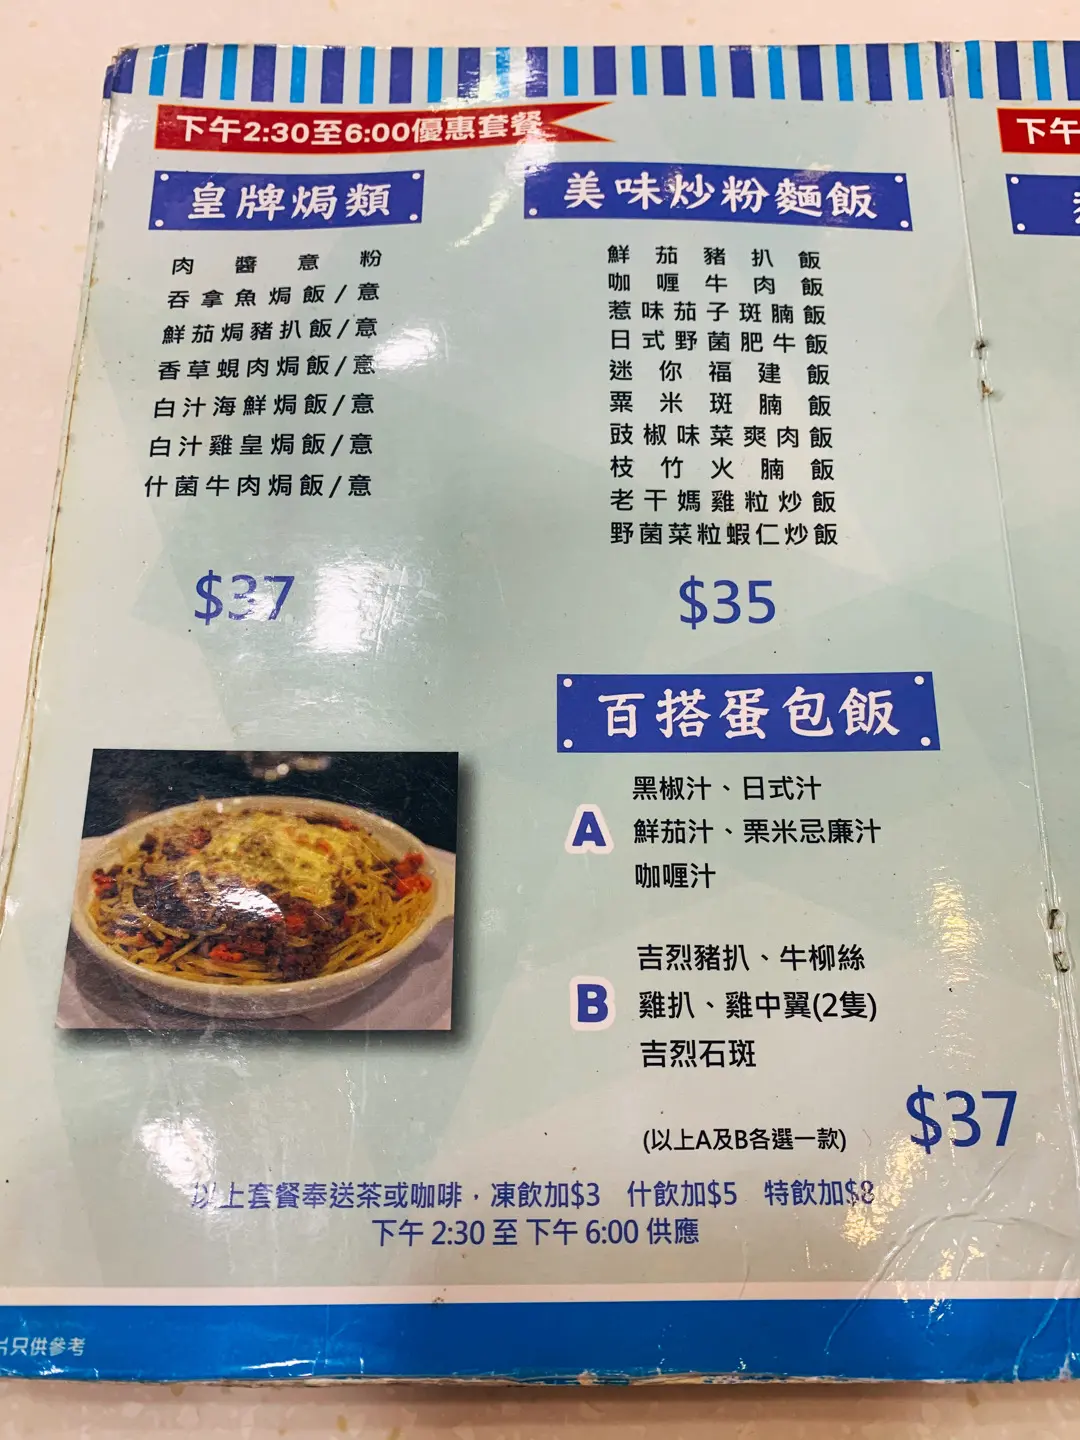 下午2:30至6:00優惠套餐
下午
皇牌焗類
肉醬意粉
吞拿魚焗飯/意
鮮茄焗豬扒飯/意
香草蜆肉焗飯/意
白汁海鮮焗飯/意
白汁雞皇焗飯/意
什菌牛肉焗飯/意
$37
美味炒粉麵飯
鮮茄豬扒飯
咖喱牛肉飯
惹味茄子斑腩飯
日式野菌肥牛飯
迷你福建飯
粟米斑腩飯
豉椒味菜爽肉飯
枝竹火腩飯
老干媽雞粒炒飯
野菌菜粒蝦仁炒飯
$35
百搭蛋包飯
A
黑椒汁、日式汁
鮮茄汁、栗米忌廉汁
咖喱汁
B
吉烈豬扒、牛柳絲
雞扒、雞中翼(2隻)
吉烈石斑
(以上A及B各選一款)
$37
以上套餐奉送茶或咖啡，凍飲加$3 什飲加$5 特飲加$8
下午 2:30 至 下午 6:00 供應
片只供參考